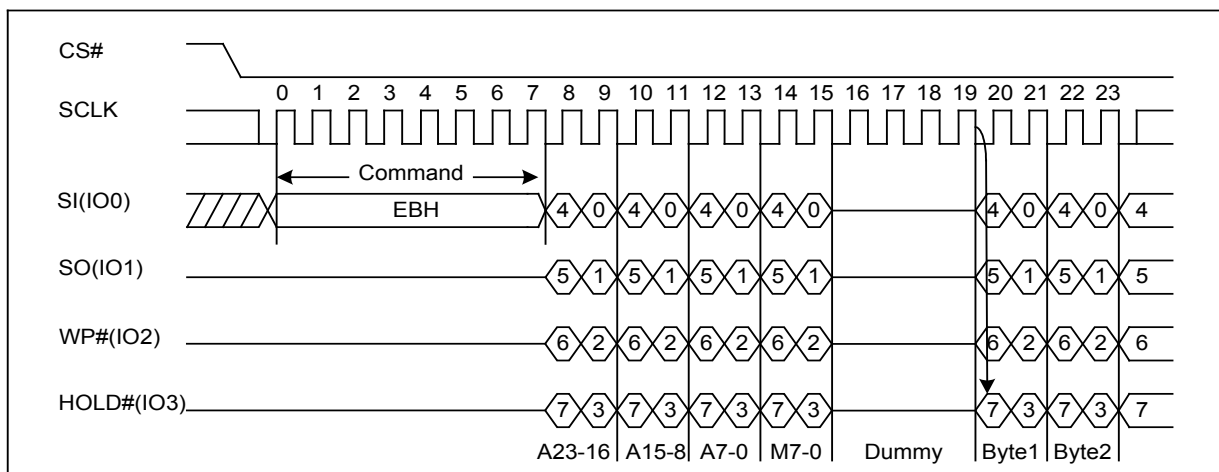 CS#
0 1 2 3 4 5 6 7 8 9 10 11 12 13 14 15 16 17 18 19 20 21 22 23
SCLK
Command
SI(IO0) EBH 4 0 4 0 4 0 4 0 4 0 4 0 4
SO(IO1) 5 1 5 1 5 1 5 1 5 1 5 1 5
WP#(IO2) 6 2 6 2 6 2 6 2 6 2 6 2 6
HOLD#(IO3) 7 3 7 3 7 3 7 3 7 3 7 3 7
A23-16 A15-8 A7-0 M7-0 Dummy Byte1 Byte2